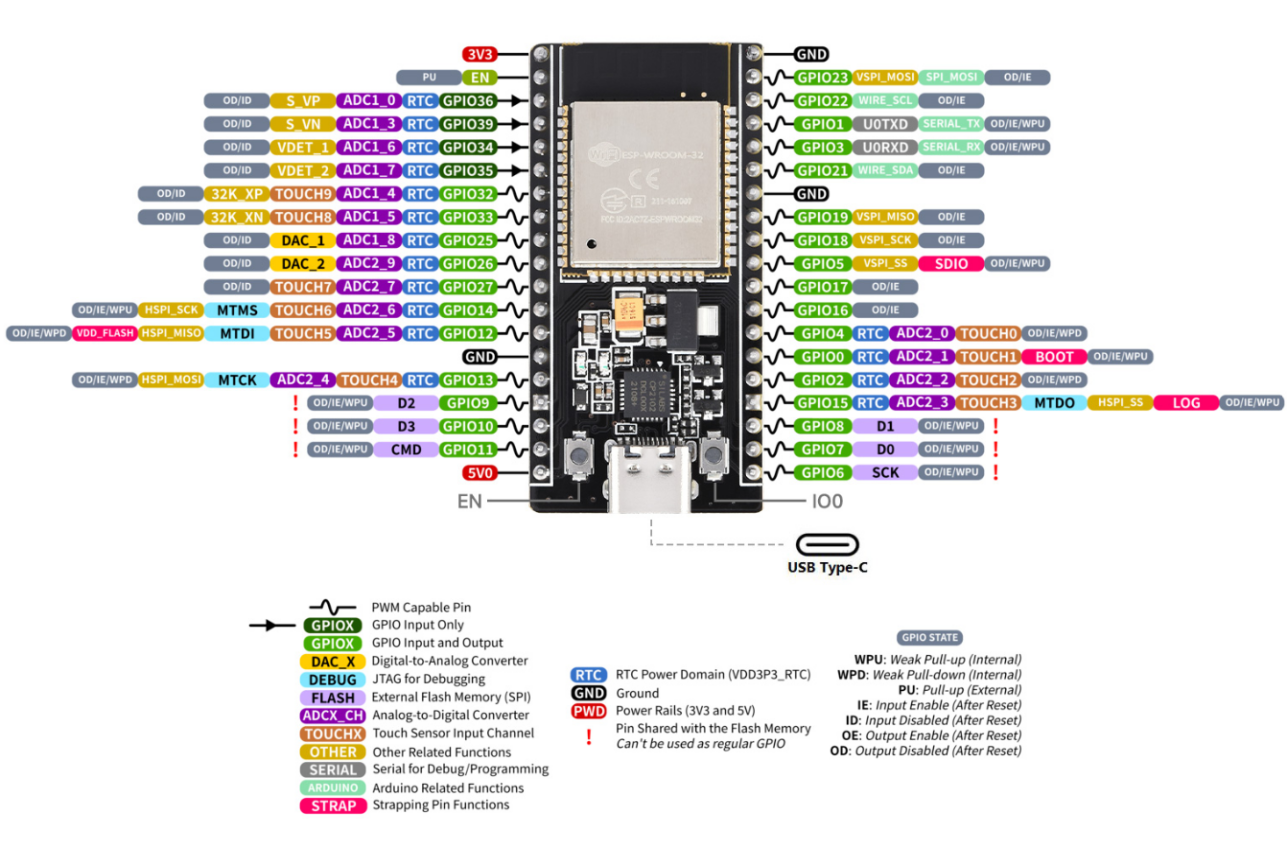 3V3 GND
PU EN GPIO23 VSPI_MOSI SPI_MOSI OD/IE
OD/ID S_VP ADC1_0 RTC GPIO36 GPIO22 WIRE_SCL OD/IE
OD/ID S_VN ADC1_3 RTC GPIO39 GPIO1 U0TXD SERIAL_TX OD/IE/WPU
OD/ID VDET_1 ADC1_6 RTC GPIO34 GPIO3 U0RXD SERIAL_RX OD/IE/WPU
OD/ID VDET_2 ADC1_7 RTC GPIO35 GPIO21 WIRE_SDA OD/IE
OD/ID 32K_XP TOUCH9 ADC1_4 RTC GPIO32 GND
OD/ID 32K_XN TOUCH8 ADC1_5 RTC GPIO33 GPIO19 VSPI_MISO OD/IE
OD/ID DAC_1 ADC1_8 RTC GPIO25 GPIO18 VSPI_SCK OD/IE
OD/ID DAC_2 ADC2_9 RTC GPIO26 GPIO5 VSPI_SS SDIO OD/IE/WPU
OD/ID TOUCH7 ADC2_7 RTC GPIO27 GPIO17 OD/IE
OD/IE/WPU HSPI_SCK MTMS TOUCH6 ADC2_6 RTC GPIO14 GPIO16 OD/IE
OD/IE/WPD VDD_FLASH HSPI_MISO MTDI TOUCH5 ADC2_5 RTC GPIO12 GPIO4 RTC ADC2_0 TOUCH0 OD/IE/WPD
GND GPIO0 RTC ADC2_1 TOUCH1 BOOT OD/IE/WPU
OD/IE/WPD HSPI_MOSI MTCK ADC2_4 TOUCH4 RTC GPIO13 GPIO2 RTC ADC2_2 TOUCH2 OD/IE/WPD
! OD/IE/WPU D2 GPIO9 GPIO15 RTC ADC2_3 TOUCH3 MTDO HSPI_SS LOG OD/IE/WPU
! OD/IE/WPU D3 GPIO10 GPIO8 D1 OD/IE/WPU !
! OD/IE/WPU CMD GPIO11 GPIO7 D0 OD/IE/WPU !
5V0 GPIO6 SCK OD/IE/WPU !
WiFi ESP-WROOM-32
CE
R
EN IO0
SILABS
CP2102
USB Type-C
PWM Capable Pin
GPIOX GPIO Input Only
GPIOX GPIO Input and Output
DAC_X Digital-to-Analog Converter
DEBUG JTAG for Debugging
FLASH External Flash Memory (SPI)
ADCX_CH Analog-to-Digital Converter
TOUCHX Touch Sensor Input Channel
OTHER Other Related Functions
SERIAL Serial for Debug/Programming
ARDUINO Arduino Related Functions
STRAP Strapping Pin Functions
RTC RTC Power Domain (VDD3P3_RTC)
GND Ground
PWD Power Rails (3V3 and 5V)
! Pin Shared with the Flash Memory
Can't be used as regular GPIO
GPIO STATE
WPU: Weak Pull-up (Internal)
WPD: Weak Pull-down (Internal)
PU: Pull-up (External)
IE: Input Enable (After Reset)
ID: Input Disabled (After Reset)
OE: Output Enable (After Reset)
OD: Output Disabled (After Reset)